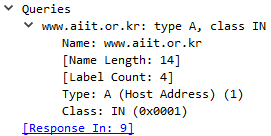 Queries
www.aiit.or.kr: type A, class IN
Name: www.aiit.or.kr
[Name Length: 14]
[Label Count: 4]
Type: A (Host Address) (1)
Class: IN (0x0001)
[Response In: 9]